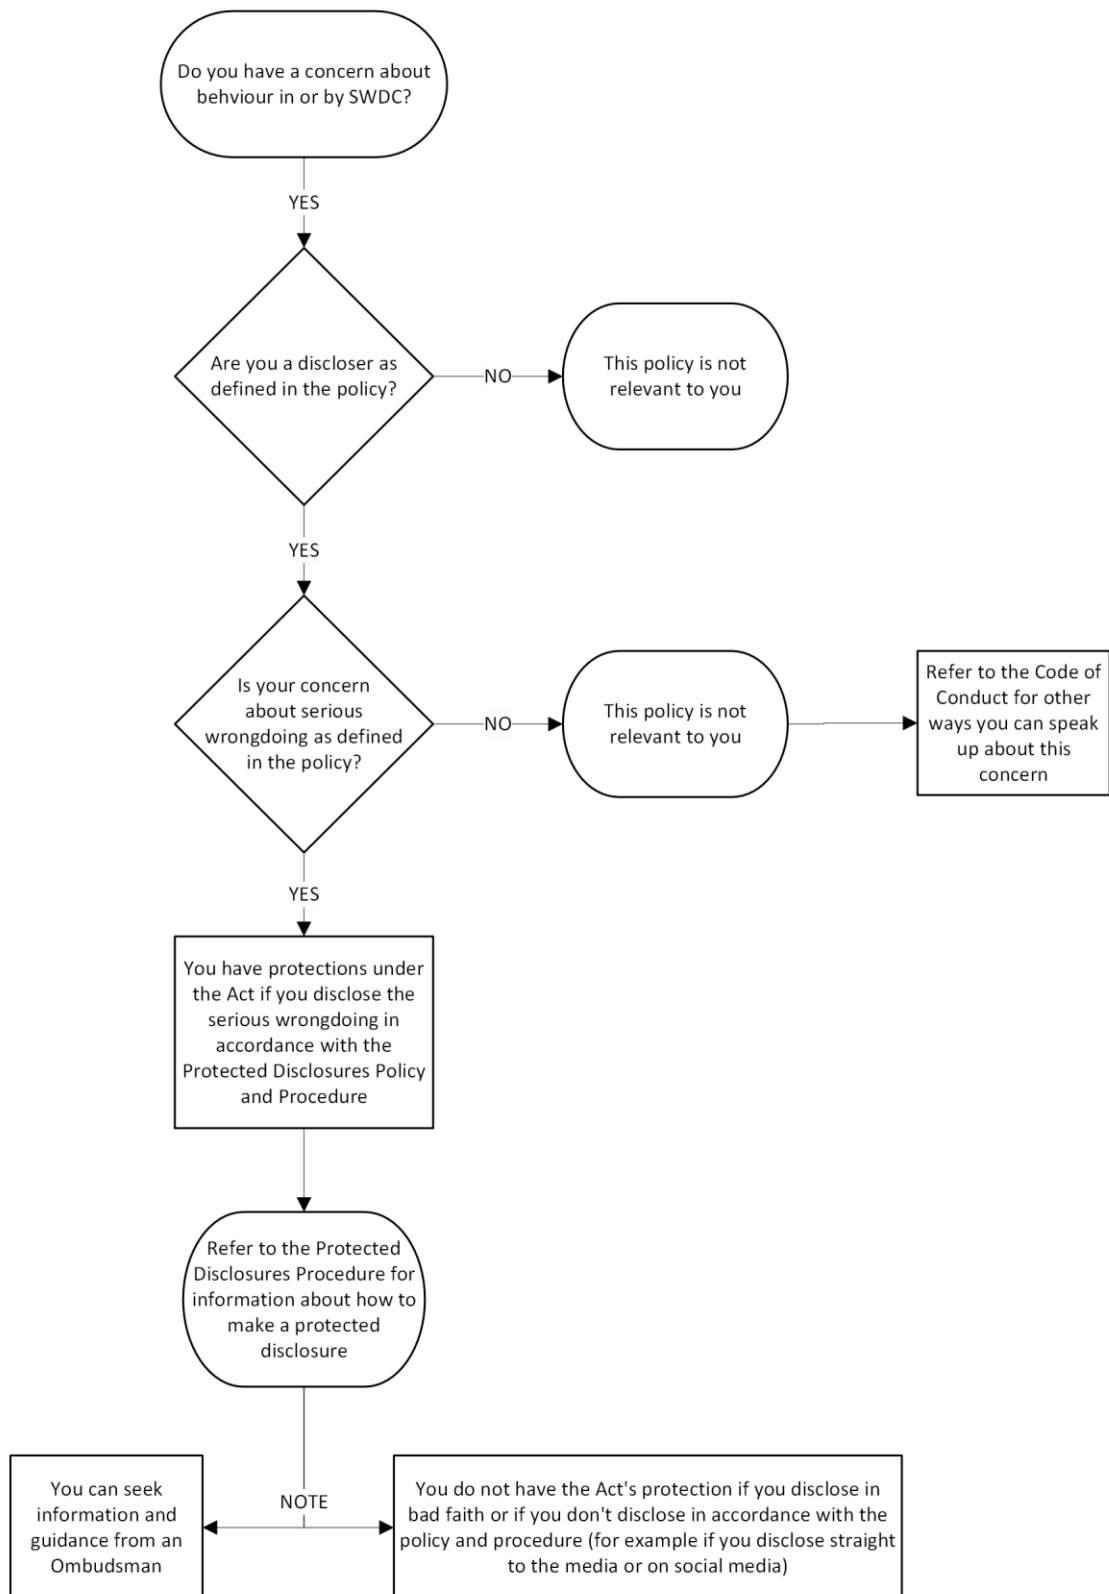 Do you have a concern about
behviour in or by SWDC?
YES
Are you a discloser as
defined in the policy?
NO
This policy is not
relevant to you
YES
Is your concern
about serious
wrongdoing as defined
in the policy?
NO
This policy is not
relevant to you
Refer to the Code of
Conduct for other
ways you can speak
up about this
concern
YES
You have protections under
the Act if you disclose the
serious wrongdoing in
accordance with the
Protected Disclosures Policy
and Procedure
Refer to the Protected
Disclosures Procedure for
information about how to
make a protected
disclosure
NOTE
You can seek
information and
guidance from an
Ombudsman
You do not have the Act's protection if you disclose in
bad faith or if you don't disclose in accordance with the
policy and procedure (for example if you disclose straight
to the media or on social media)